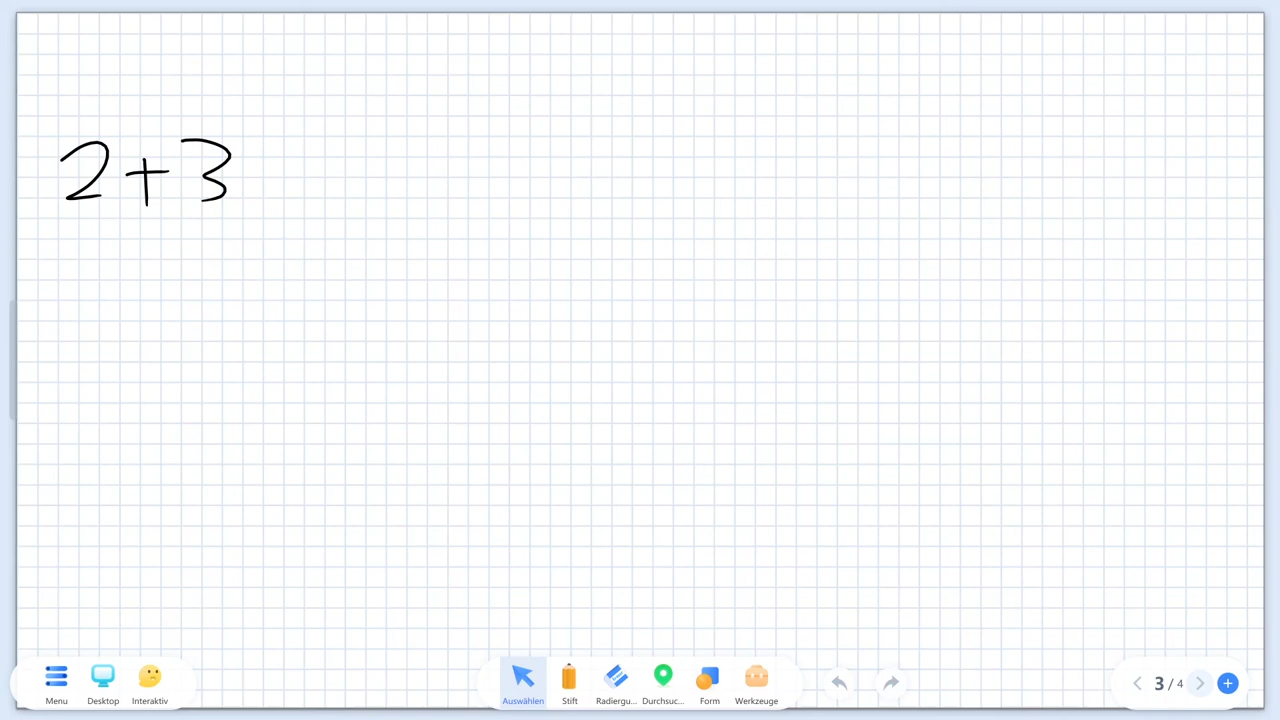 2+3
Menu
Desktop
Interaktiv
Auswählen
Stift
Radiergu...
Durchsuc...
Form
Werkzeuge
3 / 4